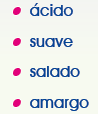 • ácido
• suave
• salado
• amargo